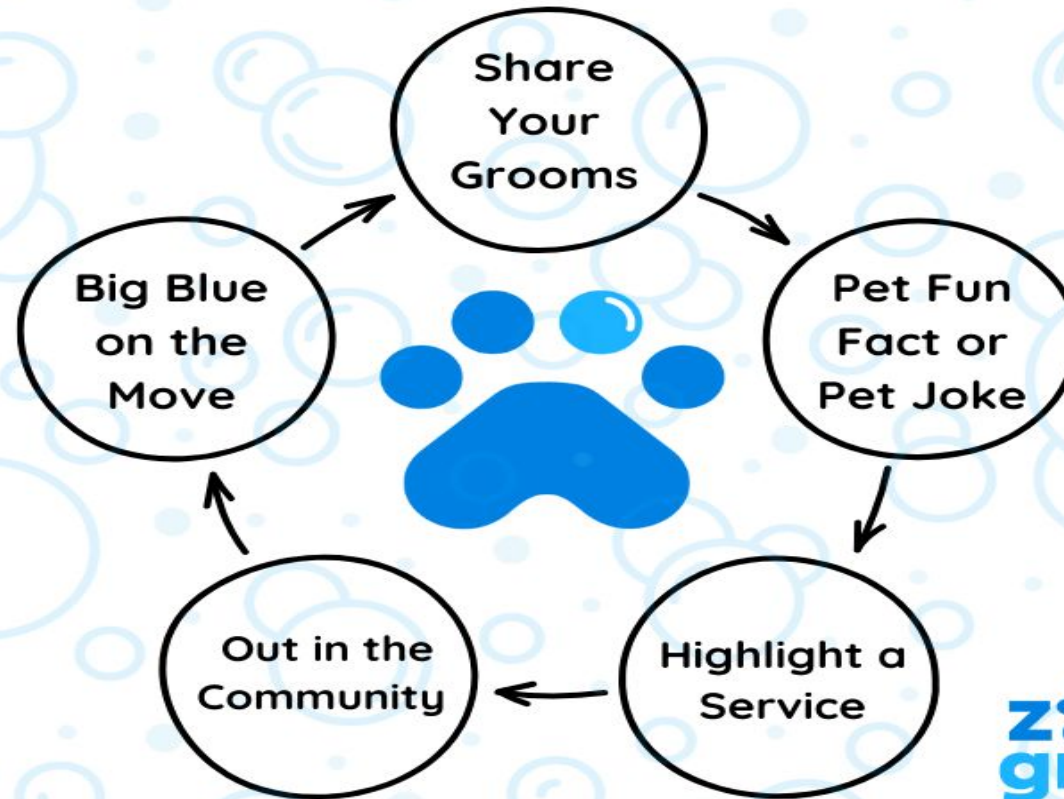 Share
Your
Grooms
Pet Fun
Fact or
Pet Joke
Highlight a
Service
Out in the
Community
Big Blue
on the
Move